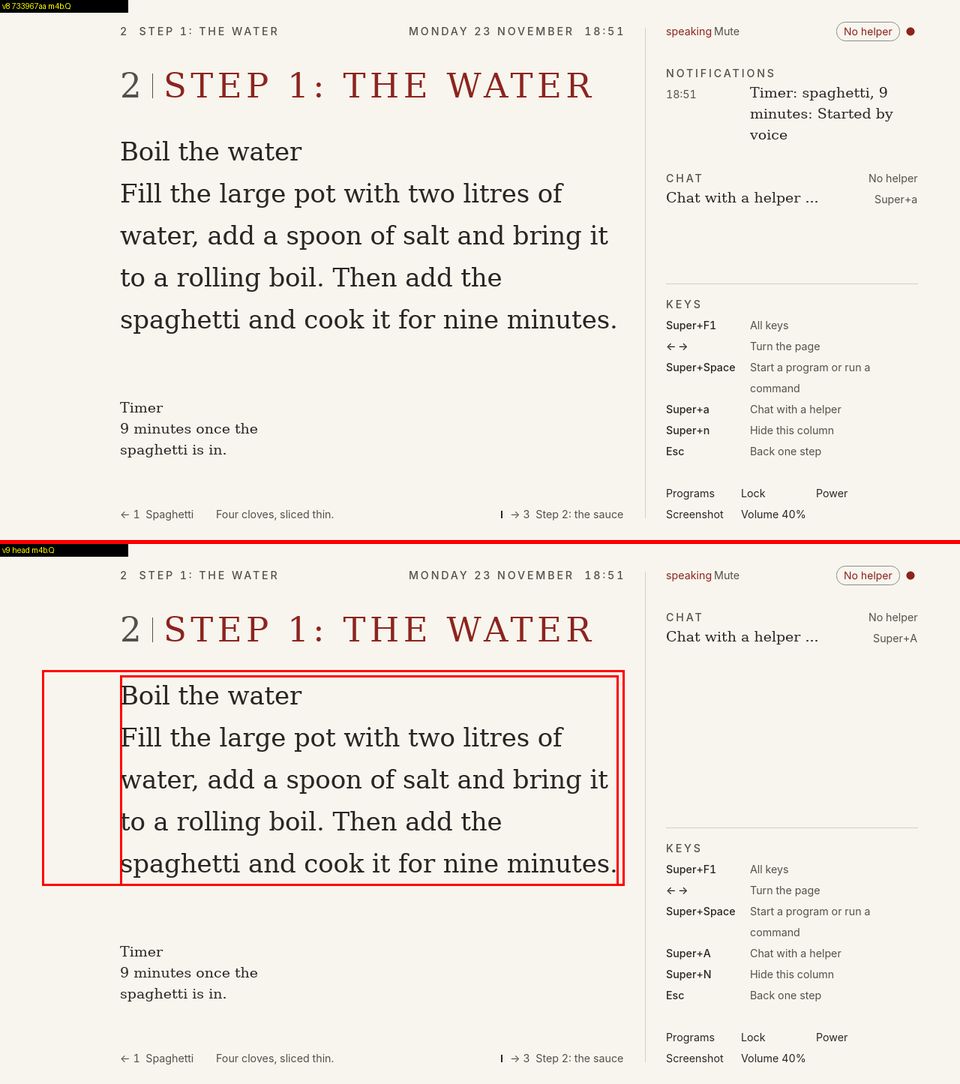 v8 733967aa m4b.Q
2 STEP 1: THE WATER
MONDAY 23 NOVEMBER 18:51
2 STEP 1: THE WATER
Boil the water
Fill the large pot with two litres of
water, add a spoon of salt and bring it
to a rolling boil. Then add the
spaghetti and cook it for nine minutes.
Timer
9 minutes once the
spaghetti is in.
← 1 Spaghetti Four cloves, sliced thin.
→ 3 Step 2: the sauce
speaking Mute No helper
NOTIFICATIONS
18:51 Timer: spaghetti, 9
minutes: Started by
voice
CHAT No helper
Chat with a helper ... Super+a
KEYS
Super+F1 All keys
← → Turn the page
Super+Space Start a program or run a
command
Super+a Chat with a helper
Super+n Hide this column
Esc Back one step
Programs Lock Power
Screenshot Volume 40%
v9 head m4b.Q
2 STEP 1: THE WATER
MONDAY 23 NOVEMBER 18:51
2 STEP 1: THE WATER
Boil the water
Fill the large pot with two litres of
water, add a spoon of salt and bring it
to a rolling boil. Then add the
spaghetti and cook it for nine minutes.
Timer
9 minutes once the
spaghetti is in.
← 1 Spaghetti Four cloves, sliced thin.
→ 3 Step 2: the sauce
speaking Mute No helper
CHAT No helper
Chat with a helper ... Super+A
KEYS
Super+F1 All keys
← → Turn the page
Super+Space Start a program or run a
command
Super+A Chat with a helper
Super+N Hide this column
Esc Back one step
Programs Lock Power
Screenshot Volume 40%